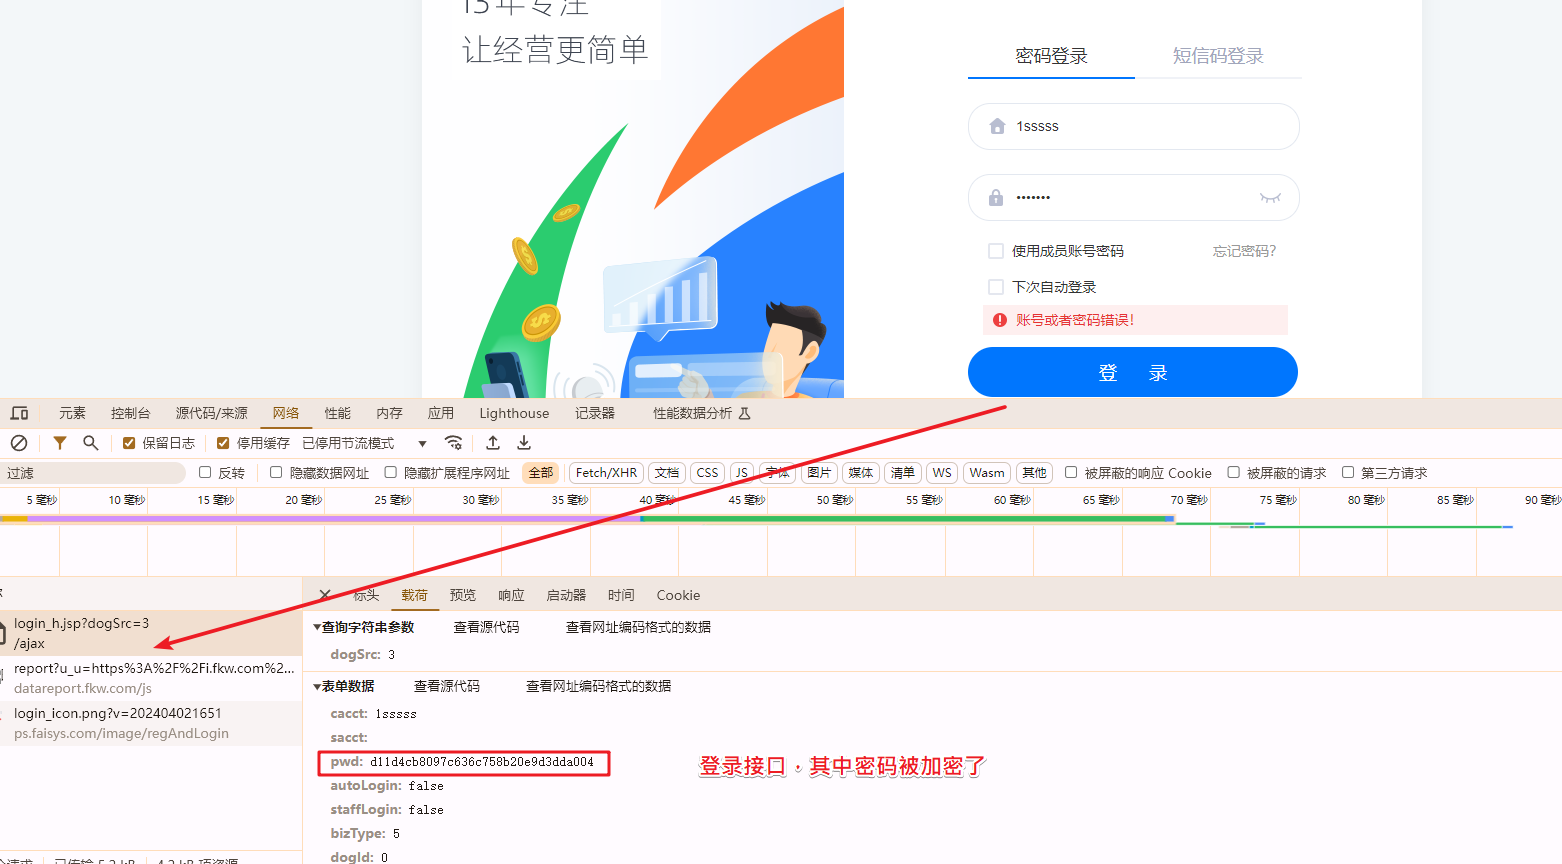 13年专注
让经营更简单
密码登录
短信码登录
1sssss
•••••••
使用成员账号密码
忘记密码?
下次自动登录
账号或者密码错误!
登 录
元素 控制台 源代码/来源 网络 性能 内存 应用 Lighthouse 记录器 性能数据分析
保留日志 停用缓存 已停用节流模式
过滤 反转 隐藏数据网址 隐藏扩展程序网址 全部 Fetch/XHR 文档 CSS JS 字体 图片 媒体 清单 WS Wasm 其他 被屏蔽的响应 Cookie 被屏蔽的请求 第三方请求
5 毫秒 10 毫秒 15 毫秒 20 毫秒 25 毫秒 30 毫秒 35 毫秒 40 毫秒 45 毫秒 50 毫秒 55 毫秒 60 毫秒 65 毫秒 70 毫秒 75 毫秒 80 毫秒 85 毫秒 90 毫秒
标头 载荷 预览 响应 启动器 时间 Cookie
login_h.jsp?dogSrc=3
/ajax
report?u_u=https%3A%2F%2Fi.fkw.com%2...
datareport.fkw.com/js
login_icon.png?v=202404021651
ps.faisys.com/image/regAndLogin
查询字符串参数 查看源代码 查看网址编码格式的数据
dogSrc: 3
表单数据 查看源代码 查看网址编码格式的数据
cacct: 1sssss
sacct:
pwd: d11d4cb8097c636c758b20e9d3dda004
登录接口，其中密码被加密了
autoLogin: false
staffLogin: false
bizType: 5
dogId: 0